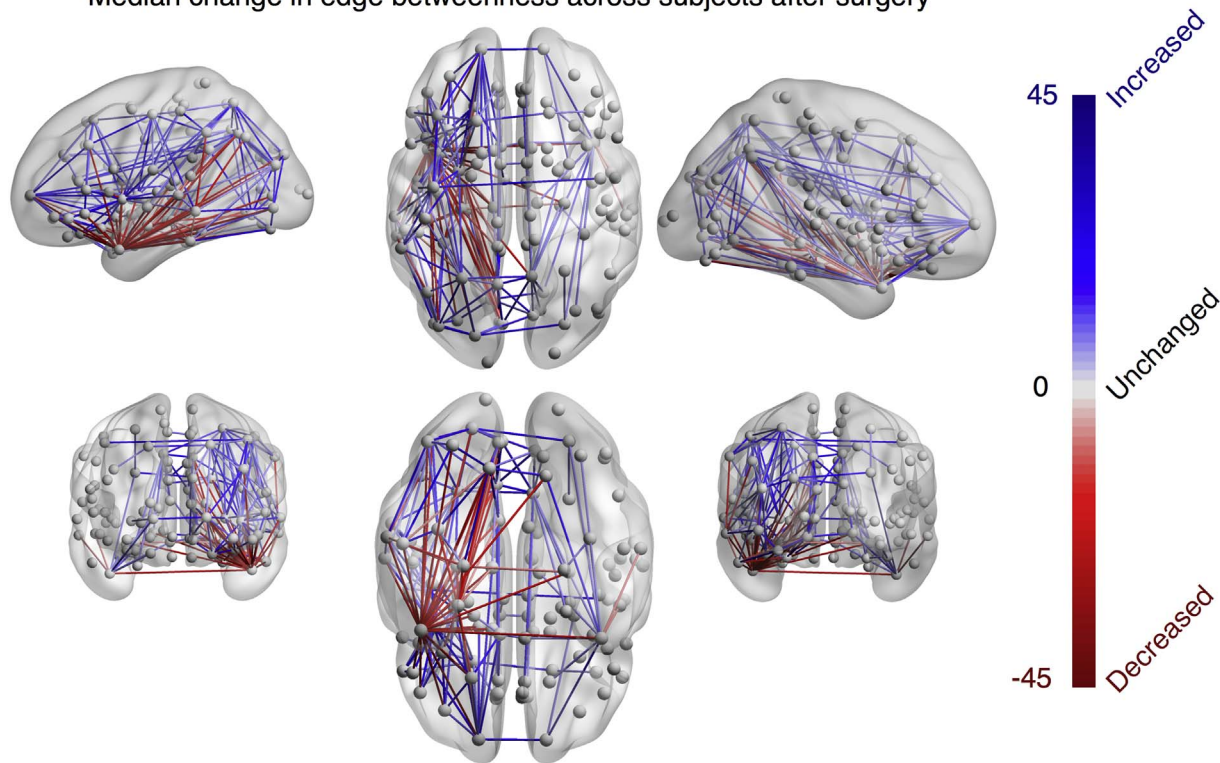 Median change in edge betweenness across subjects after surgery
45
Increased
0
Unchanged
-45
Decreased